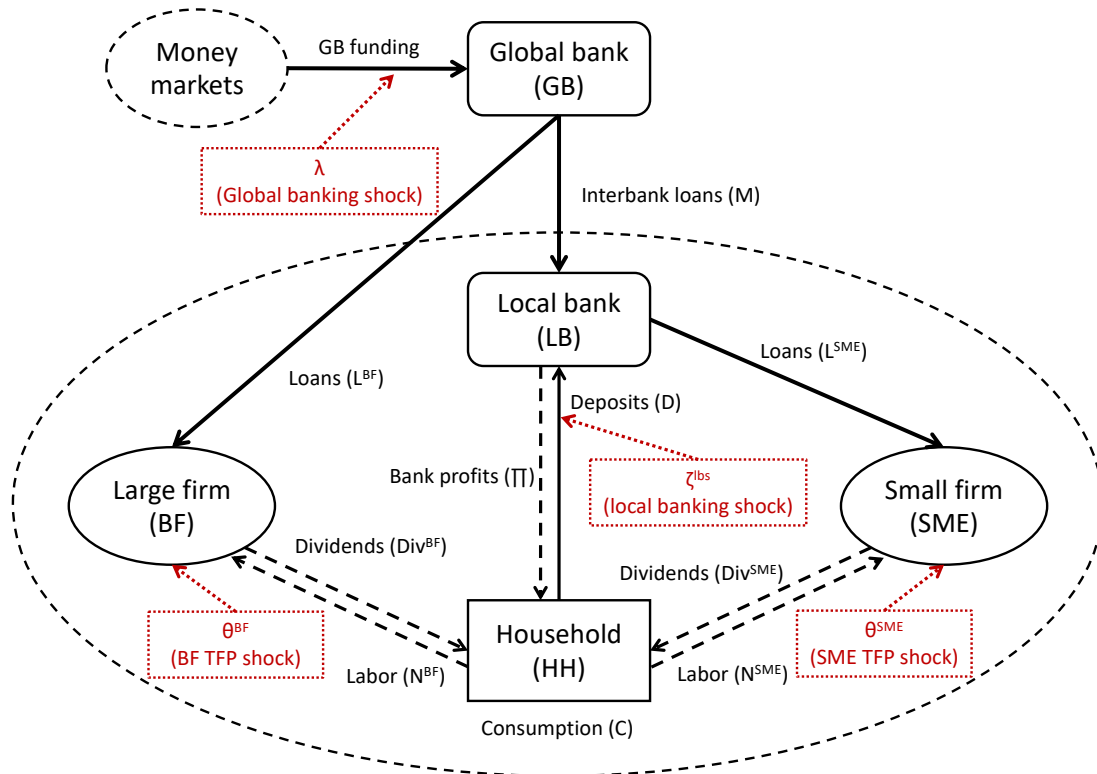 Money
markets
GB funding
Global bank
(GB)
λ
(Global banking shock)
Interbank loans (M)
Local bank
(LB)
Loans (L^BF)
Loans (L^SME)
Deposits (D)
Bank profits (∏)
ζ^lbs
(local banking shock)
Large firm
(BF)
Small firm
(SME)
Dividends (Div^BF)
Dividends (Div^SME)
θ^BF
(BF TFP shock)
Household
(HH)
θ^SME
(SME TFP shock)
Labor (N^BF)
Labor (N^SME)
Consumption (C)